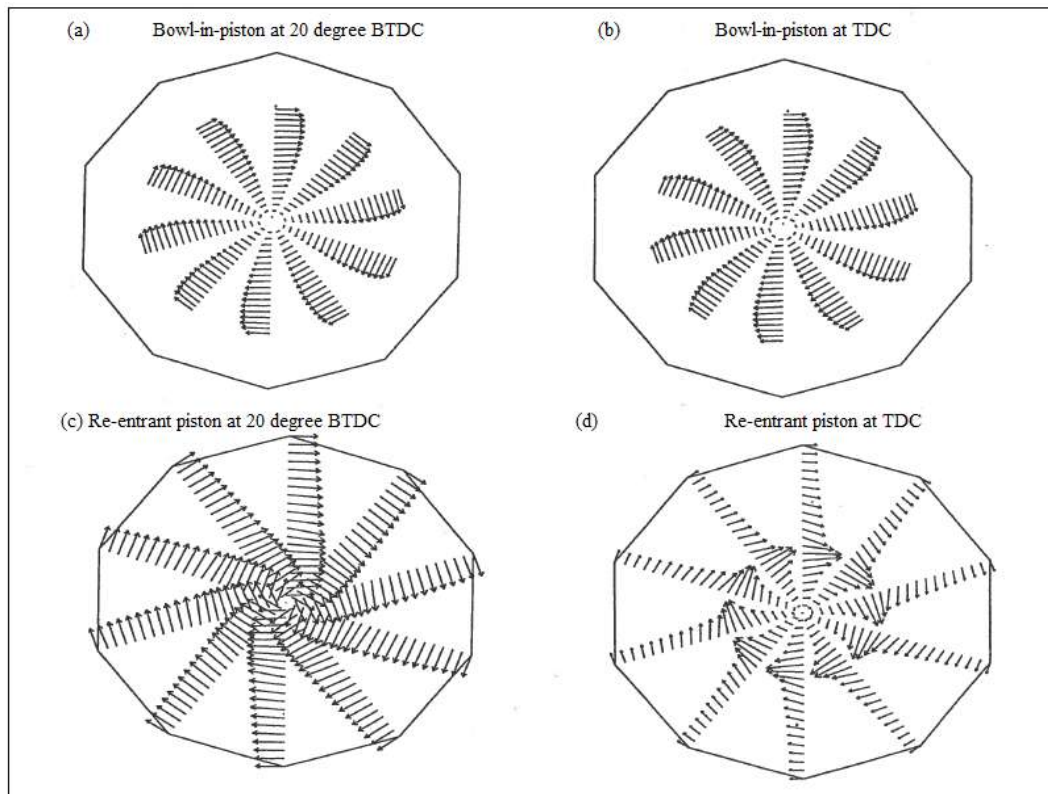 (a) Bowl-in-piston at 20 degree BTDC
(b) Bowl-in-piston at TDC
(c) Re-entrant piston at 20 degree BTDC
(d) Re-entrant piston at TDC